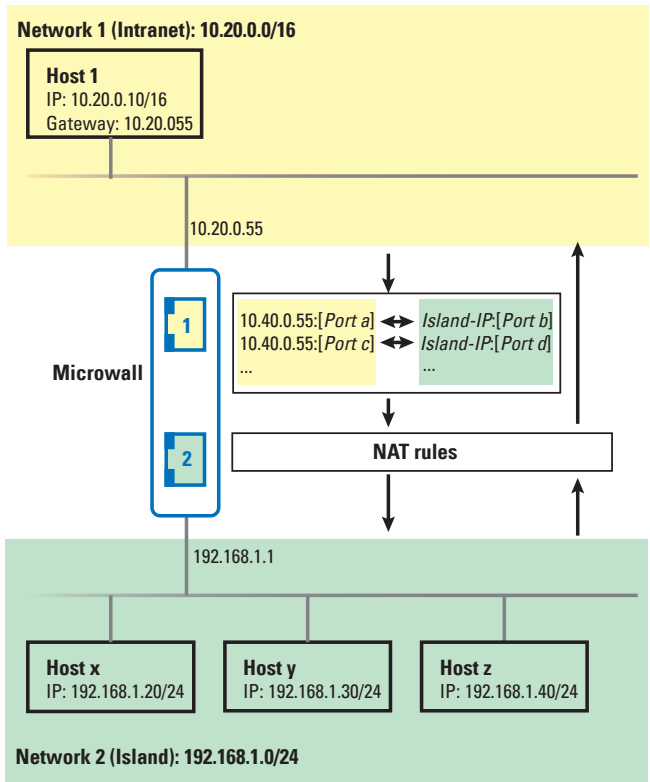 Network 1 (Intranet): 10.20.0.0/16
Host 1
IP: 10.20.0.10/16
Gateway: 10.20.055
10.20.0.55
1
10.40.0.55:[Port a] Island-IP:[Port b]
10.40.0.55:[Port c] Island-IP:[Port d]
... ...
Microwall
2
NAT rules
192.168.1.1
Host x
IP: 192.168.1.20/24
Host y
IP: 192.168.1.30/24
Host z
IP: 192.168.1.40/24
Network 2 (Island): 192.168.1.0/24